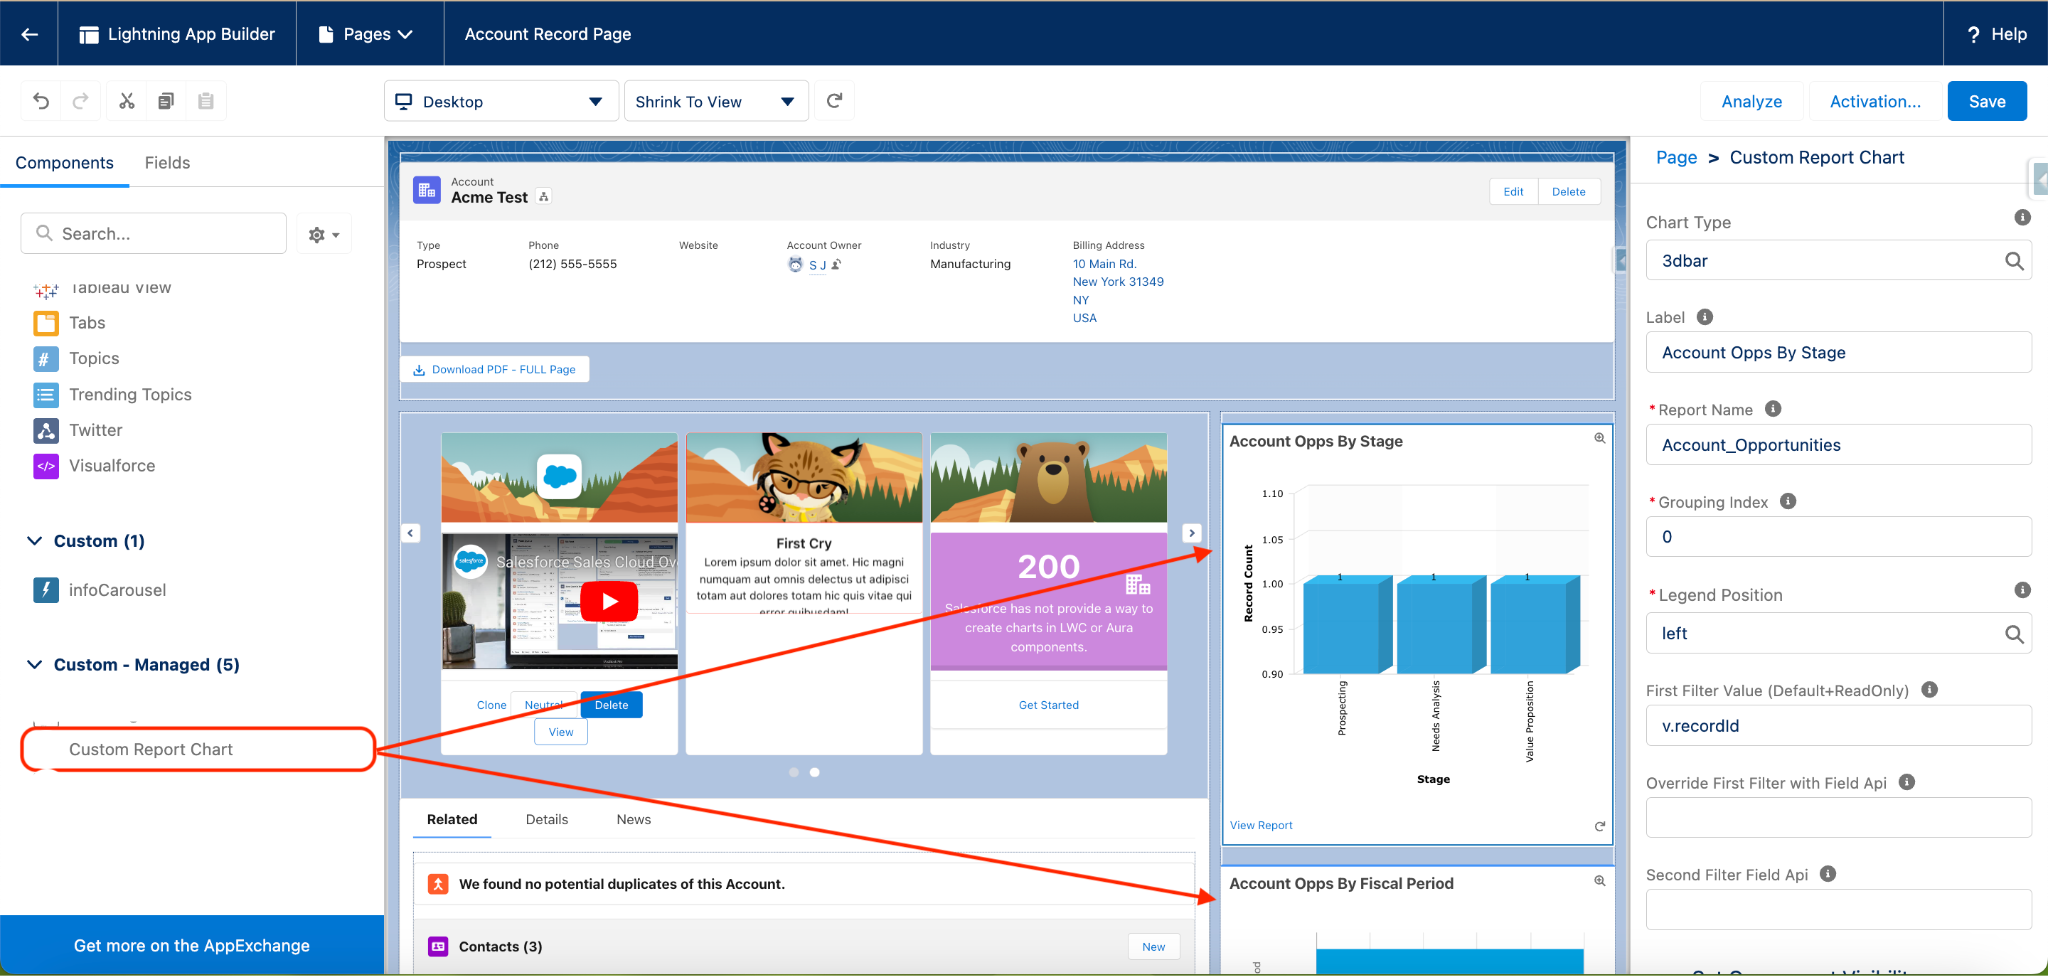 Lightning App Builder
Pages
Account Record Page
? Help
Desktop
Shrink To View
Analyze
Activation...
Save
Components
Fields
Search...
Tableau View
Tabs
# Topics
Trending Topics
Twitter
</> Visualforce
Custom (1)
infoCarousel
Custom - Managed (5)
Custom Report Chart
Get more on the AppExchange
Account
Acme Test
Edit
Delete
Type
Phone
Website
Account Owner
Industry
Billing Address
Prospect
(212) 555-5555
S J
Manufacturing
10 Main Rd.
New York 31349
NY
USA
Download PDF - FULL Page
salesforce
Salesforce Sales Cloud Ov
Clone
Neutral
Delete
View
First Cry
Lorem ipsum dolor sit amet. Hic magni
numquam aut omnis delectus ut adipisci
totam aut dolores totam hic quis vitae qui
error quibusdam!
200
Salesforce has not provide a way to
create charts in LWC or Aura
components.
Get Started
Related
Details
News
We found no potential duplicates of this Account.
Contacts (3)
New
Account Opps By Stage
1.10
1.05
1.00
0.95
0.90
Record Count
1
1
1
Prospecting
Needs Analysis
Value Proposition
Stage
View Report
Account Opps By Fiscal Period
Page > Custom Report Chart
Chart Type
3dbar
Label
Account Opps By Stage
* Report Name
Account_Opportunities
* Grouping Index
0
* Legend Position
left
First Filter Value (Default+ReadOnly)
v.recordId
Override First Filter with Field Api
Second Filter Field Api